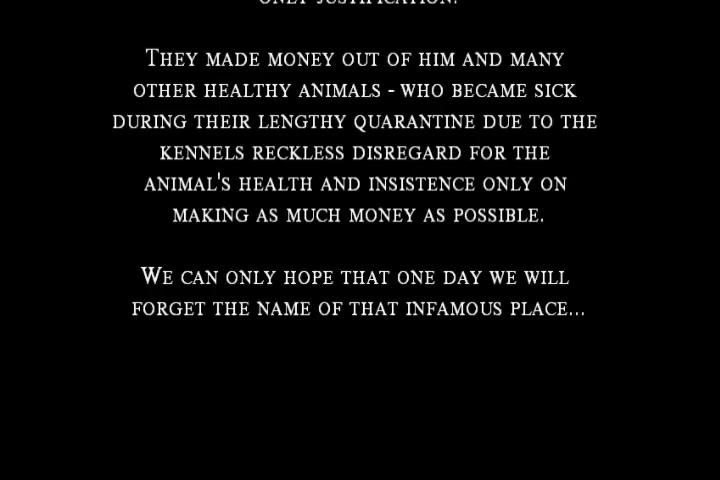 ONLY JUSTIFICATION.
THEY MADE MONEY OUT OF HIM AND MANY
OTHER HEALTHY ANIMALS - WHO BECAME SICK
DURING THEIR LENGTHY QUARANTINE DUE TO THE
KENNELS RECKLESS DISREGARD FOR THE
ANIMAL'S HEALTH AND INSISTENCE ONLY ON
MAKING AS MUCH MONEY AS POSSIBLE.
WE CAN ONLY HOPE THAT ONE DAY WE WILL
FORGET THE NAME OF THAT INFAMOUS PLACE...